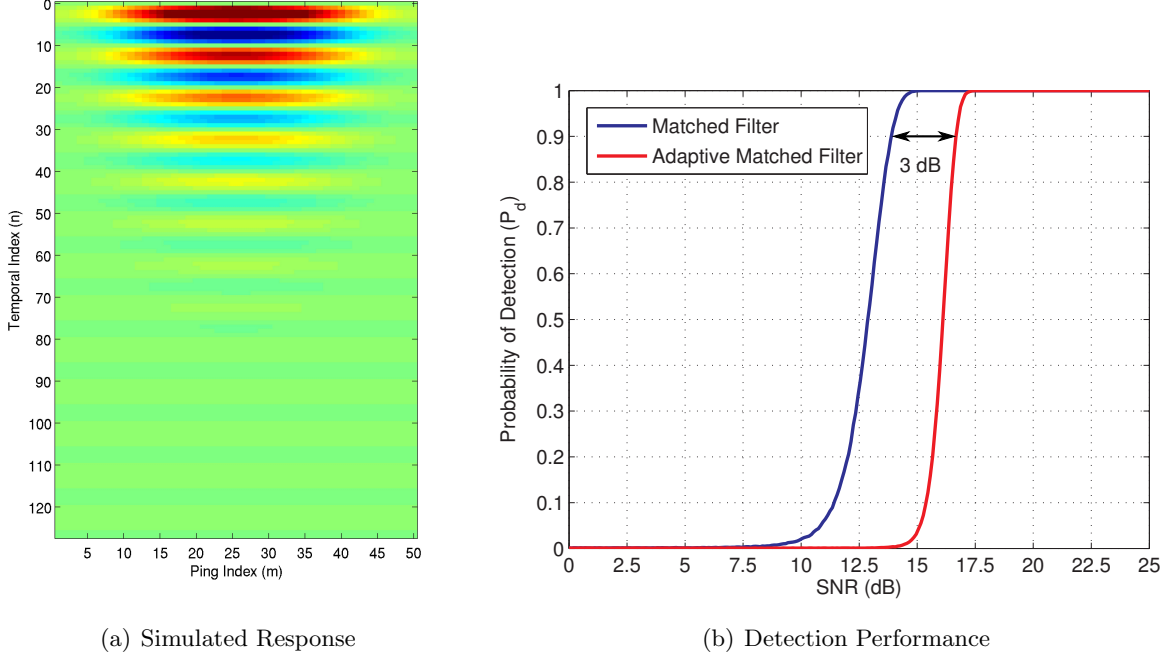 0
10
20
30
40
50
60
70
80
90
100
110
120
Temporal Index (n)
5 10 15 20 25 30 35 40 45 50
Ping Index (m)
(a) Simulated Response
1
0.9
0.8
0.7
0.6
0.5
0.4
0.3
0.2
0.1
0
Probability of Detection (P_d)
Matched Filter
Adaptive Matched Filter
3 dB
0 2.5 5 7.5 10 12.5 15 17.5 20 22.5 25
SNR (dB)
(b) Detection Performance